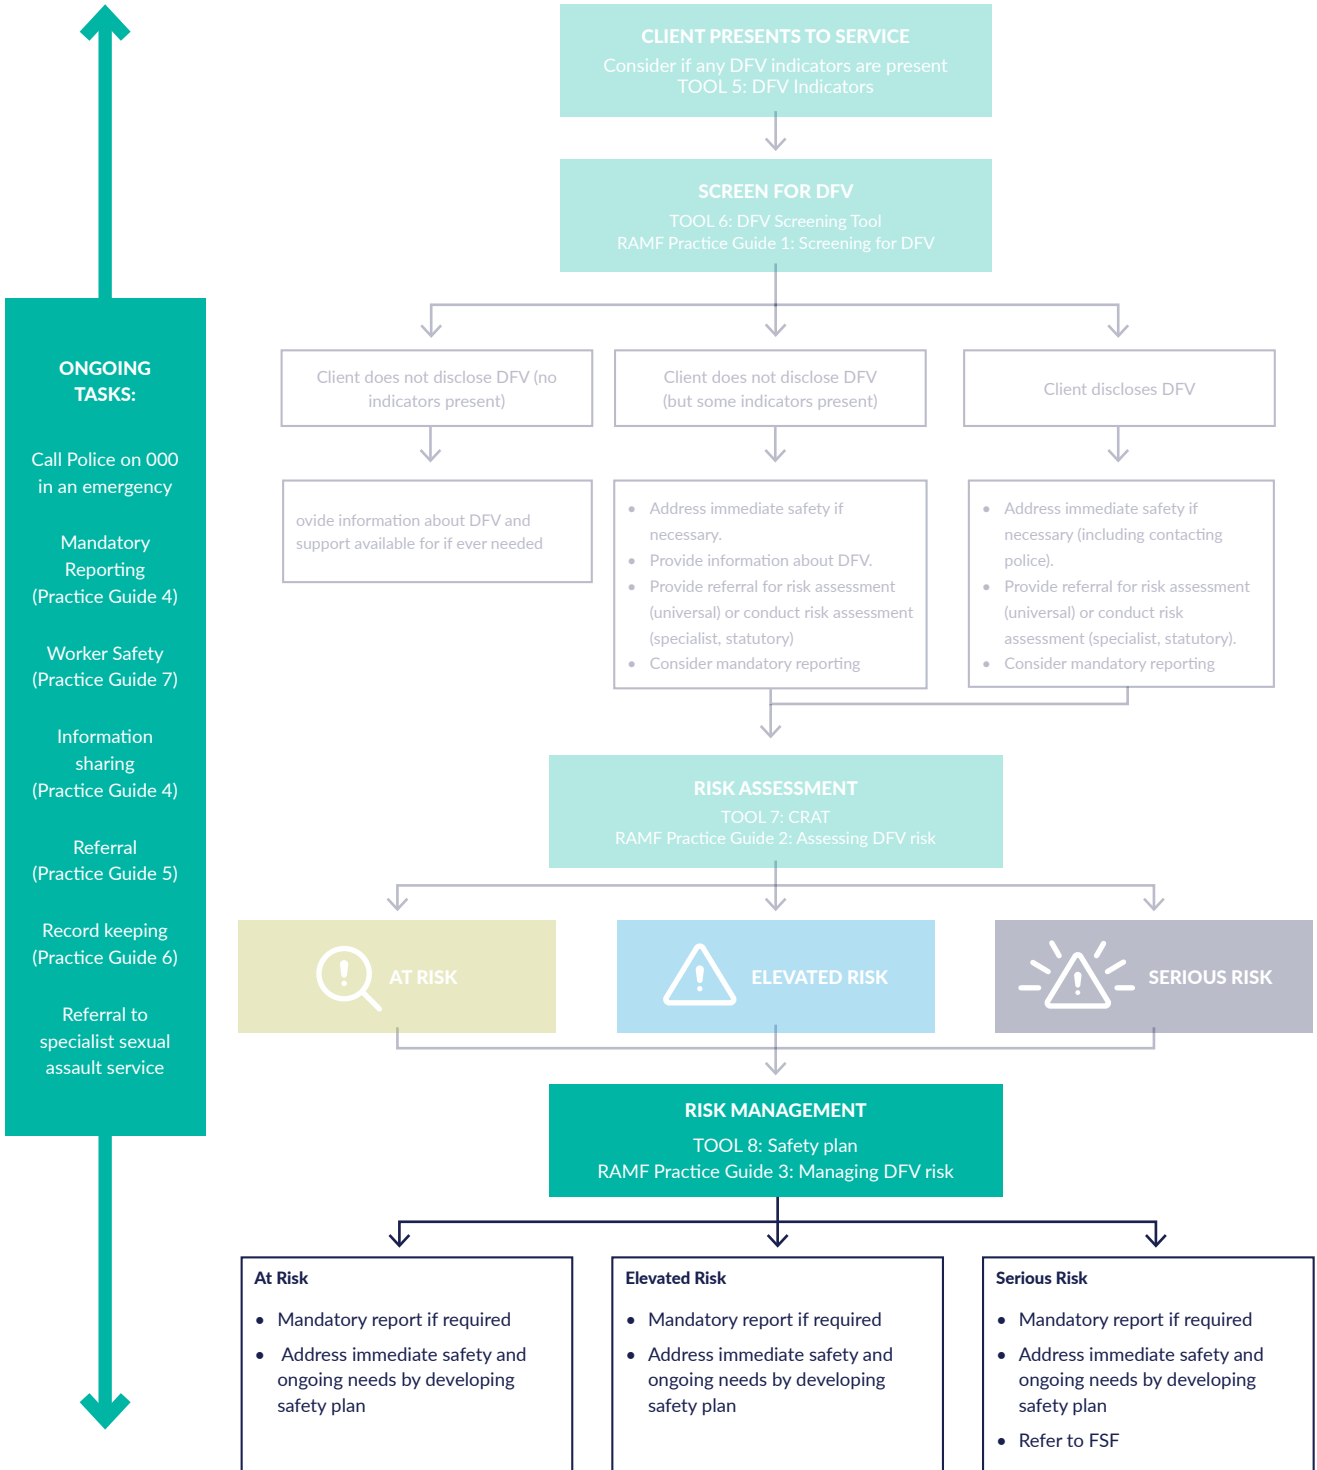 CLIENT PRESENTS TO SERVICE
Consider if any DFV indicators are present
TOOL 5: DFV Indicators
SCREEN FOR DFV
TOOL 6: DFV Screening Tool
RAMF Practice Guide 1: Screening for DFV
ONGOING
TASKS:
Call Police on 000
in an emergency
Mandatory
Reporting
(Practice Guide 4)
Worker Safety
(Practice Guide 7)
Information
sharing
(Practice Guide 4)
Referral
(Practice Guide 5)
Record keeping
(Practice Guide 6)
Referral to
specialist sexual
assault service
Client does not disclose DFV (no
indicators present)
Client does not disclose DFV
(but some indicators present)
Client discloses DFV
ovide information about DFV and
support available for if ever needed
• Address immediate safety if
necessary.
• Provide information about DFV.
• Provide referral for risk assessment
(universal) or conduct risk assessment
(specialist, statutory)
• Consider mandatory reporting
• Address immediate safety if
necessary (including contacting
police).
• Provide referral for risk assessment
(universal) or conduct risk
assessment (specialist, statutory).
• Consider mandatory reporting
RISK ASSESSMENT
TOOL 7: CRAT
RAMF Practice Guide 2: Assessing DFV risk
AT RISK
ELEVATED RISK
SERIOUS RISK
RISK MANAGEMENT
TOOL 8: Safety plan
RAMF Practice Guide 3: Managing DFV risk
At Risk
• Mandatory report if required
• Address immediate safety and
ongoing needs by developing
safety plan
Elevated Risk
• Mandatory report if required
• Address immediate safety and
ongoing needs by developing
safety plan
Serious Risk
• Mandatory report if required
• Address immediate safety and
ongoing needs by developing
safety plan
• Refer to FSF